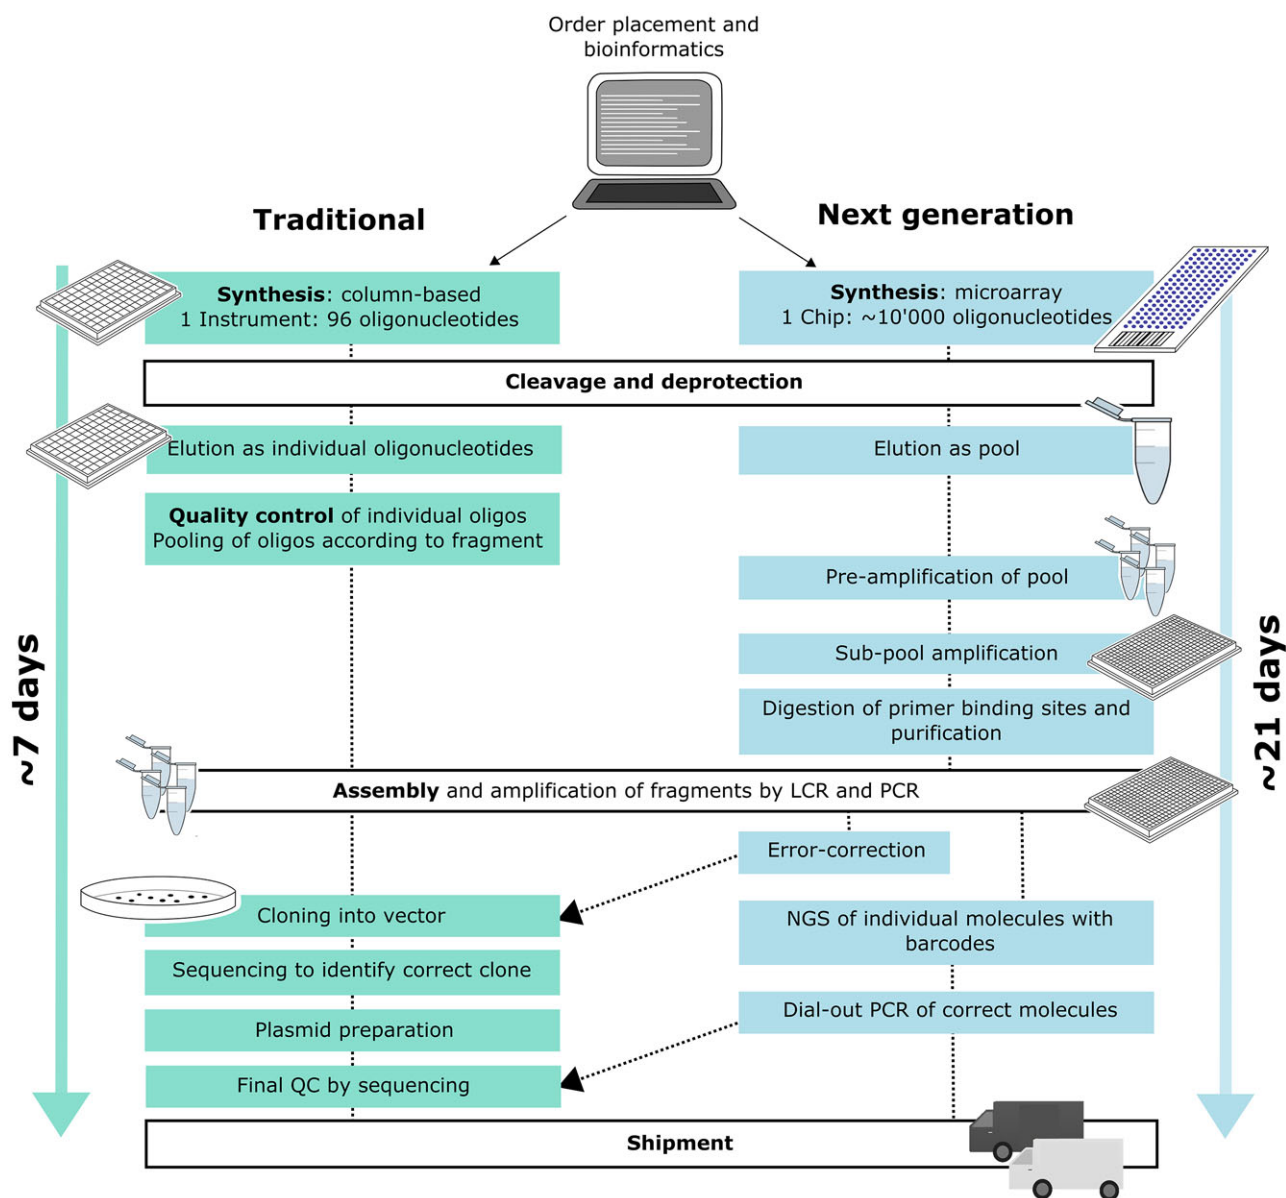 Order placement and
bioinformatics
Traditional
Next generation
Synthesis: column-based
1 Instrument: 96 oligonucleotides
Synthesis: microarray
1 Chip: ~10'000 oligonucleotides
Cleavage and deprotection
Elution as individual oligonucleotides
Elution as pool
Quality control of individual oligos
Pooling of oligos according to fragment
Pre-amplification of pool
Sub-pool amplification
Digestion of primer binding sites and
purification
~7 days
~21 days
Assembly and amplification of fragments by LCR and PCR
Error-correction
Cloning into vector
NGS of individual molecules with
barcodes
Sequencing to identify correct clone
Dial-out PCR of correct molecules
Plasmid preparation
Final QC by sequencing
Shipment